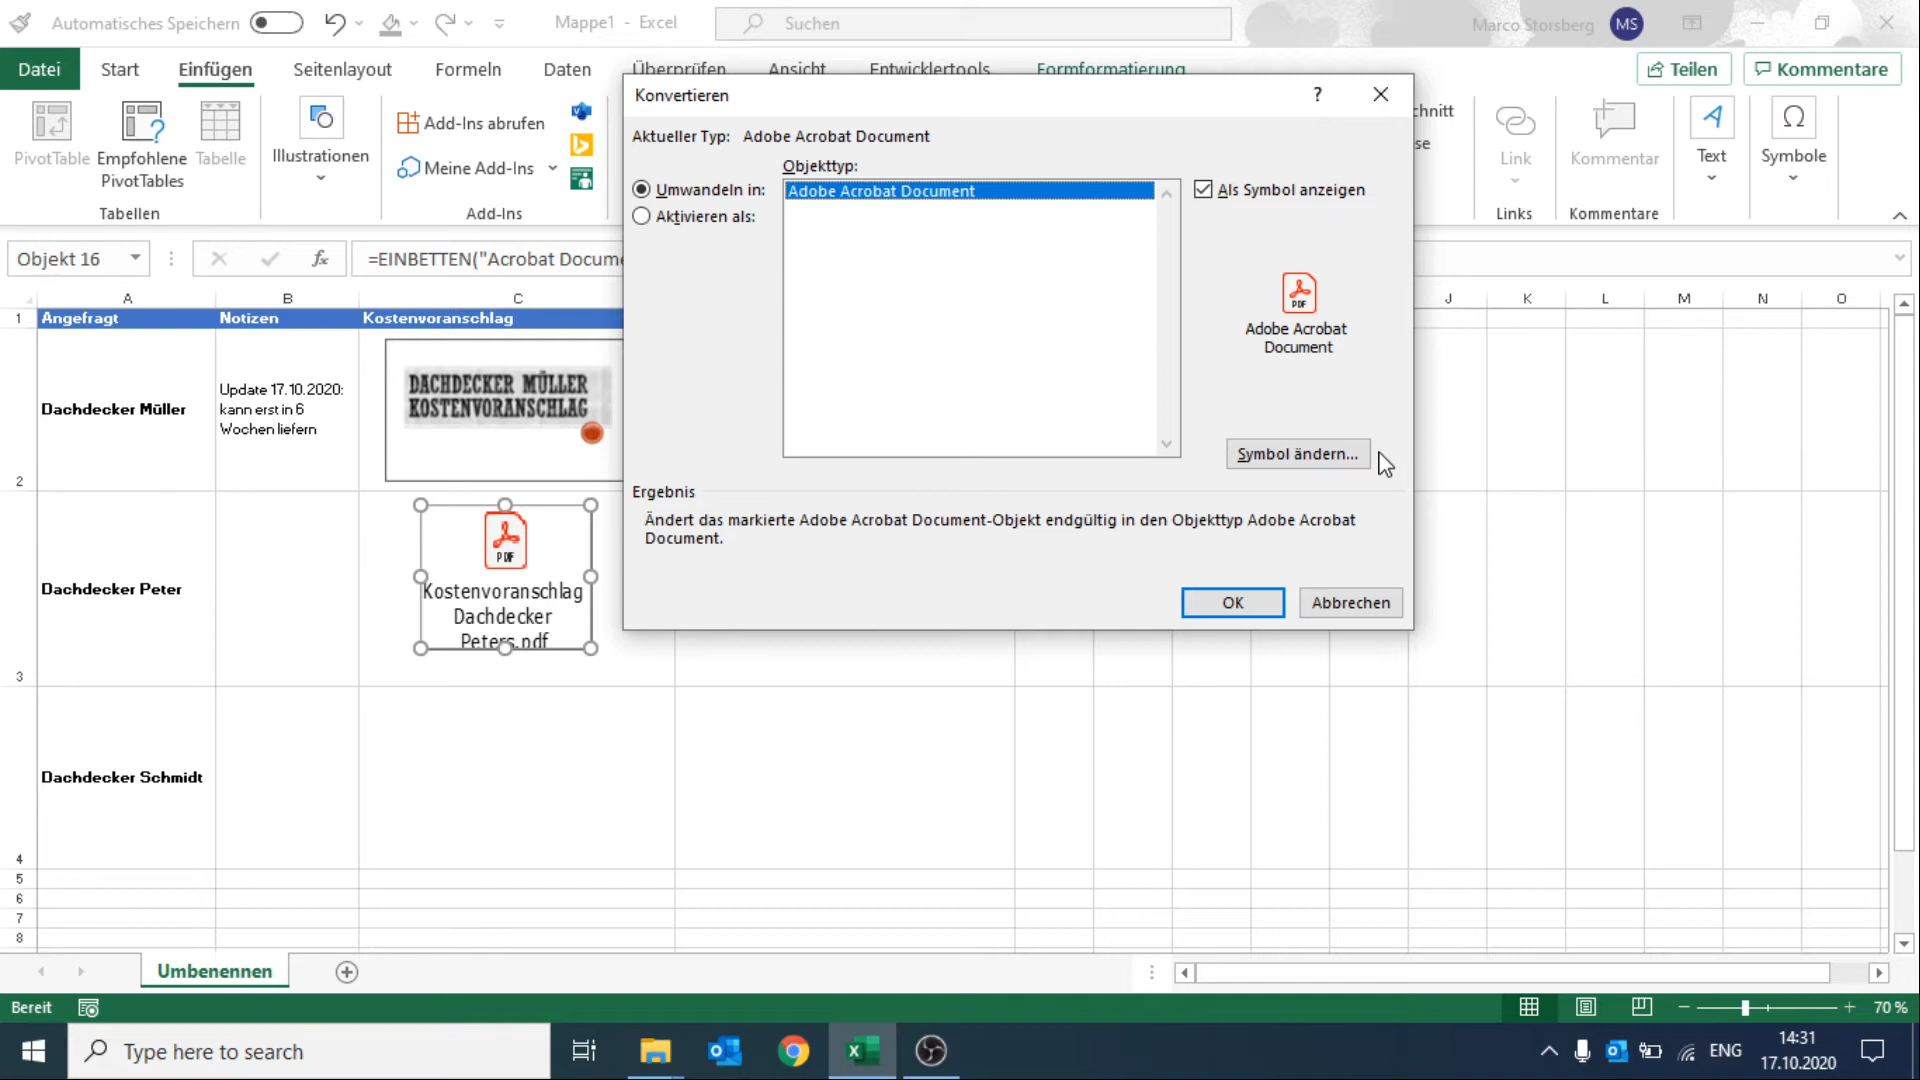 Automatisches Speichern
Mappe1 - Excel
Suchen
Marco Storsberg
MS
Datei
Start
Einfügen
Seitenlayout
Formeln
Daten
Überprüfen
Ansicht
Entwicklertools
Formformatierung
Teilen
Kommentare
PivotTable
Empfohlene
PivotTables
Tabelle
Tabellen
Illustrationen
Add-Ins abrufen
Meine Add-Ins
Add-Ins
chnitt
se
Link
Links
Kommentar
Kommentare
Text
Symbole
Objekt 16
fx
=EINBETTEN("Acrobat Docume
Konvertieren
?
Aktueller Typ: Adobe Acrobat Document
Objekttyp:
Umwandeln in:
Aktivieren als:
Adobe Acrobat Document
Als Symbol anzeigen
PDF
Adobe Acrobat
Document
Symbol ändern...
Ergebnis
Ändert das markierte Adobe Acrobat Document-Objekt endgültig in den Objekttyp Adobe Acrobat
Document.
OK
Abbrechen
A B C J K L M N O
1 Angefragt Notizen Kostenvoranschlag
2
Dachdecker Müller
Update 17.10.2020:
kann erst in 6
Wochen liefern
DACHDECKER MÜLLER
KOSTENVORANSCHLAG
3
Dachdecker Peter
PDF
Kostenvoranschlag
Dachdecker
Peters.pdf
4
Dachdecker Schmidt
5
6
7
8
Umbenennen
Bereit
70 %
Type here to search
ENG
14:31
17.10.2020